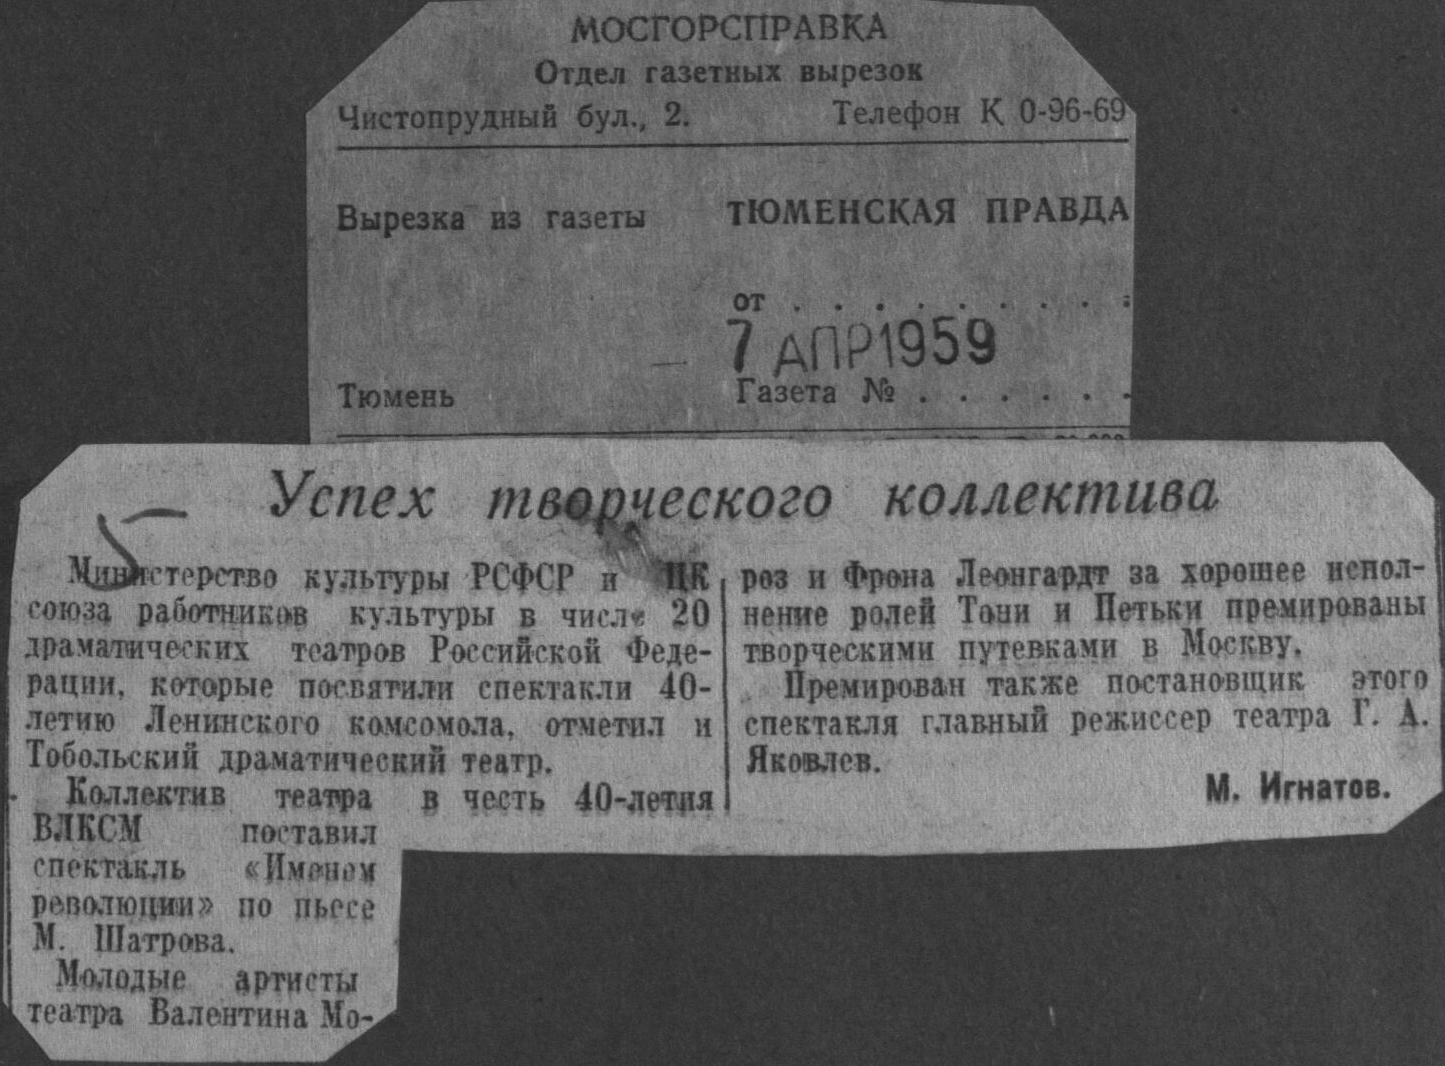 МОСГОРСПРАВКА
Отдел газетных вырезок
Чистопрудный бул., 2. Телефон К 0-96-69
Вырезка из газеты ТЮМЕНСКАЯ ПРАВДА
от . . . . . . . . .
7 АПР 1959
Тюмень Газета № . . . . . .
Успех творческого коллектива
5
Министерство культуры РСФСР и ЦК
союза работников культуры в числе 20
драматических театров Российской Феде-
рации, которые посвятили спектакли 40-
летию Ленинского комсомола, отметил и
Тобольский драматический театр.
Коллектив театра в честь 40-летия
ВЛКСМ поставил
спектакль «Именем
революции» по пьесе
М. Шатрова.
Молодые артисты
театра Валентина Мо-
роз и Фрона Леонгардт за хорошее испол-
нение ролей Тони и Петьки премированы
творческими путевками в Москву.
Премирован также постановщик этого
спектакля главный режиссер театра Г. А.
Яковлев.
М. Игнатов.